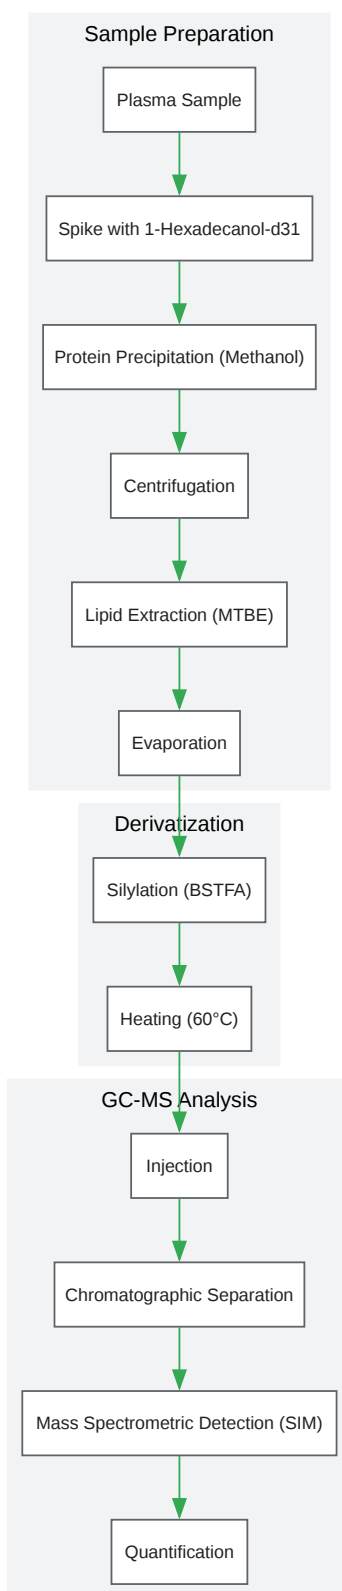 Sample Preparation
Plasma Sample
Spike with 1-Hexadecanol-d31
Protein Precipitation (Methanol)
Centrifugation
Lipid Extraction (MTBE)
Evaporation
Derivatization
Silylation (BSTFA)
Heating (60°C)
GC-MS Analysis
Injection
Chromatographic Separation
Mass Spectrometric Detection (SIM)
Quantification